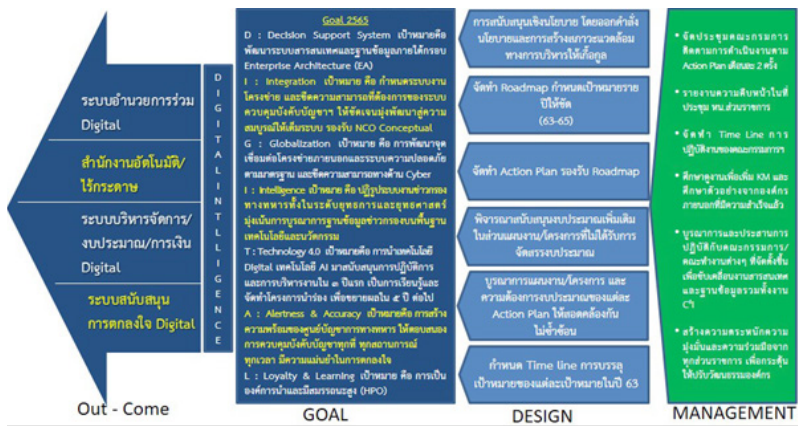 ระบบอำนวยการร่วม
Digital
สำนักงานอัตโนมัติ/
ไร้กระดาษ
ระบบบริหารจัดการ/
งบประมาณ/การเงิน
Digital
ระบบสนับสนุน
การตกลงใจ Digital
Out - Come
DIGITAL INTLLIGENCE
Goal 2565
D : Decision Support System เป้าหมายคือ
พัฒนาระบบสารสนเทศและฐานข้อมูลภายใต้กรอบ
Enterprise Architecture (EA)
I : Integration เป้าหมาย คือ กำหนดระบบงาน
โครงข่าย และขีดความสามารถที่ต้องการของระบบ
ควบคุมบังคับบัญชาฯ ให้ชัดเจนมุ่งพัฒนาสู่ความ
สมบูรณ์ให้เต็มระบบ รองรับ NCO Conceptual
G : Globalization เป้าหมาย คือ การพัฒนาจุด
เชื่อมต่อโครงข่ายภายนอกและระบบความปลอดภัย
ตามมาตรฐาน และขีดความสามารถทางด้าน Cyber
I : Intelligence เป้าหมาย คือ ปฏิรูประบบงานข่าวกรอง
ทางทหารทั้งในระดับยุทธการและยุทธศาสตร์
มุ่งเน้นการบูรณาการฐานข้อมูลข่าวกรองบนพื้นฐาน
เทคโนโลยีและนวัตกรรม
T : Technology 4.0 เป้าหมายคือ การนำเทคโนโลยี
Digital เทคโนโลยี AI มาสนับสนุนการปฏิบัติการ
และการบริหารงานใน ๓ ปีแรก เป็นการเรียนรู้และ
จัดทำโครงการนำร่อง เพื่อขยายผลใน ๕ ปี ต่อไป
A : Alertness & Accuracy เป้าหมายคือ การสร้าง
ความพร้อมของศูนย์บัญชาการทางทหาร ให้ตอบสนอง
การควบคุมบังคับบัญชาทุกที่ ทุกสถานการณ์
ทุกเวลา มีความแม่นยำในการตกลงใจ
L : Loyalty & Learning เป้าหมาย คือ การเป็น
องค์การนำและมีสมรรถนะสูง (HPO)
GOAL
การสนับสนุนเชิงนโยบาย โดยออกคำสั่ง
นโยบายและการสร้างสภาวะแวดล้อม
ทางการบริหารให้เกื้อกูล
จัดทำ Roadmap กำหนดเป้าหมายราย
ปีให้ชัด
(63-65)
จัดทำ Action Plan รองรับ Roadmap
พิจารณาสนับสนุนงบประมาณเพิ่มเติม
ในส่วนแผนงาน/โครงการที่ไม่ได้รับการ
จัดสรรงบประมาณ
บูรณาการแผนงาน/โครงการ และ
ความต้องการงบประมาณของแต่ละ
Action Plan ให้สอดคล้องกัน
ไม่ซ้ำซ้อน
กำหนด Time line การบรรลุ
เป้าหมายของแต่ละเป้าหมายในปี 63
DESIGN
• จัดประชุมคณะกรรมการ
ติดตามการดำเนินงานตาม
Action Plan เดือนละ 2 ครั้ง
• รายงานความคืบหน้าในที่
ประชุม หน.ส่วนราชการ
• จัดทำ Time Line การ
ปฏิบัติงานของคณะกรรมการฯ
• ศึกษาดูงานเพื่อเพิ่ม KM และ
ศึกษาตัวอย่างจากองค์กร
ภายนอกที่มีความสำเร็จแล้ว
• บูรณาการและประสานการ
ปฏิบัติกับคณะกรรมการ/
คณะทำงานต่างๆ ที่จัดตั้งขึ้น
เพื่อขับเคลื่อนงานสารสนเทศ
และฐานข้อมูลรวมทั้งงาน
• สร้างความตระหนักความ
มุ่งมั่นและความร่วมมือจาก
ทุกส่วนราชการ เพื่อกระตุ้น
ให้ปรับวัฒนธรรมองค์กร
MANAGEMENT